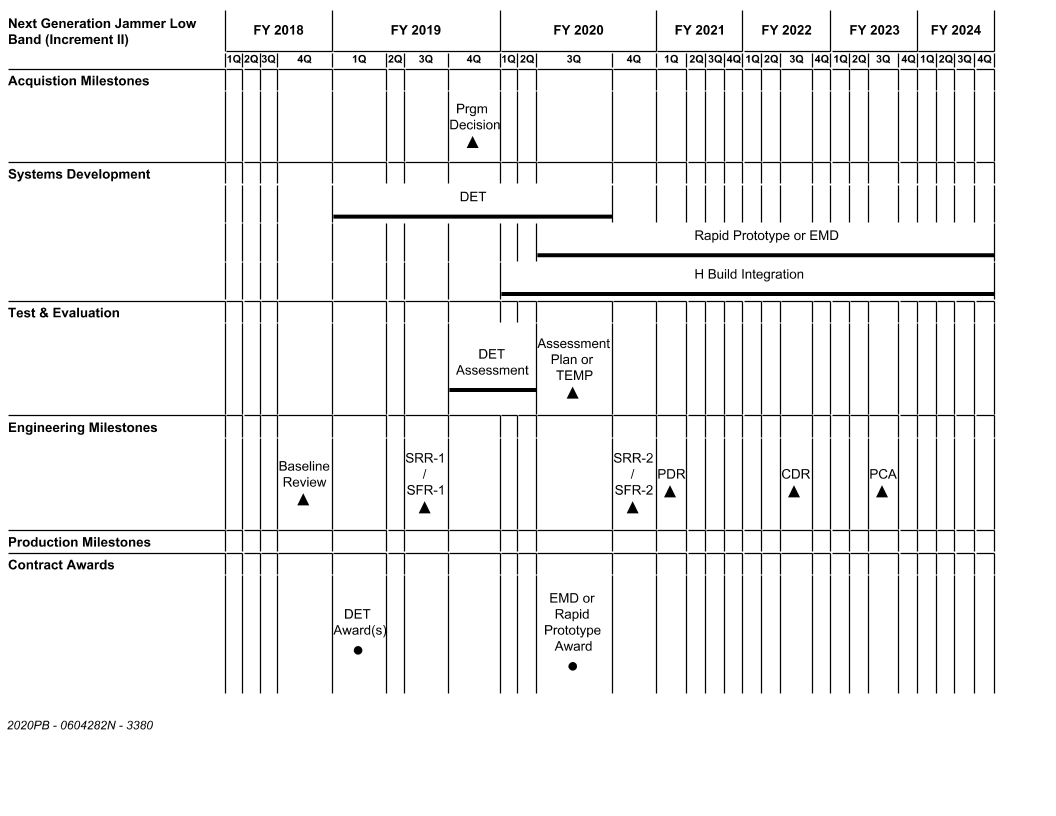 Next Generation Jammer Low
Band (Increment II)
FY 2018 FY 2019 FY 2020 FY 2021 FY 2022 FY 2023 FY 2024
1Q 2Q 3Q 4Q 1Q 2Q 3Q 4Q 1Q 2Q 3Q 4Q 1Q 2Q 3Q 4Q 1Q 2Q 3Q 4Q 1Q 2Q 3Q 4Q 1Q 2Q 3Q 4Q
Acquistion Milestones
Prgm
Decision
Systems Development
DET
Rapid Prototype or EMD
H Build Integration
Test & Evaluation
DET
Assessment
Assessment
Plan or
TEMP
Engineering Milestones
Baseline
Review
SRR-1
/
SFR-1
SRR-2
/
SFR-2
PDR
CDR
PCA
Production Milestones
Contract Awards
DET
Award(s)
EMD or
Rapid
Prototype
Award
2020PB - 0604282N - 3380